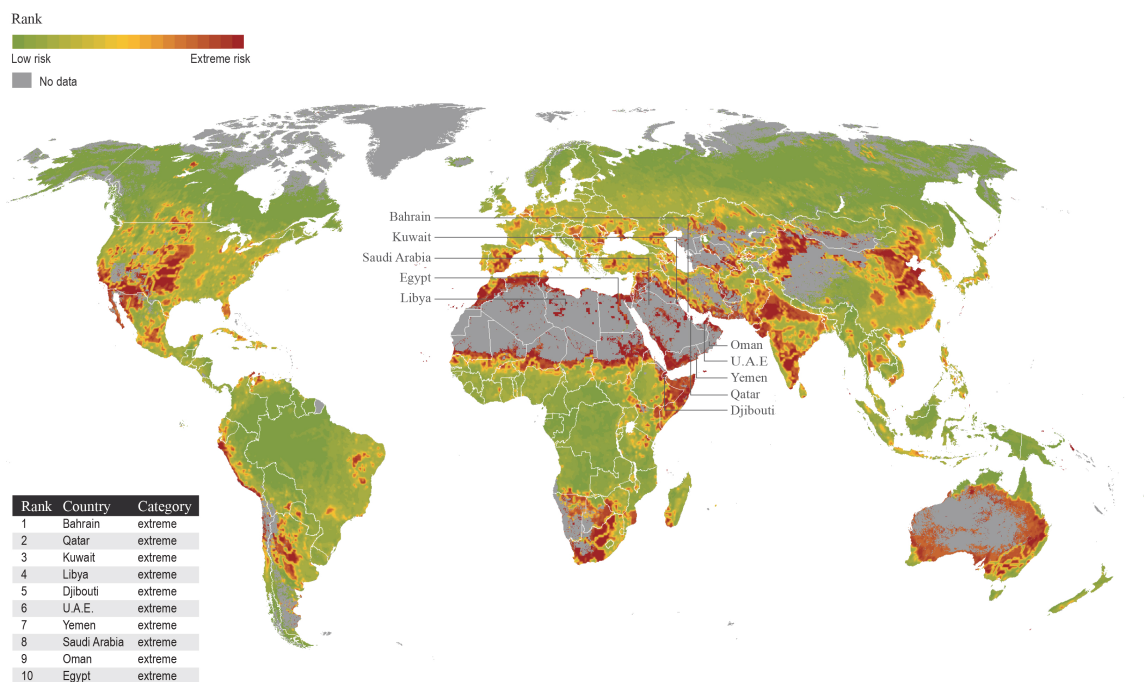 Rank
Low risk Extreme risk
No data
Bahrain
Kuwait
Saudi Arabia
Egypt
Libya
Oman
U.A.E
Yemen
Qatar
Djibouti
Rank Country Category
1 Bahrain extreme
2 Qatar extreme
3 Kuwait extreme
4 Libya extreme
5 Djibouti extreme
6 U.A.E. extreme
7 Yemen extreme
8 Saudi Arabia extreme
9 Oman extreme
10 Egypt extreme